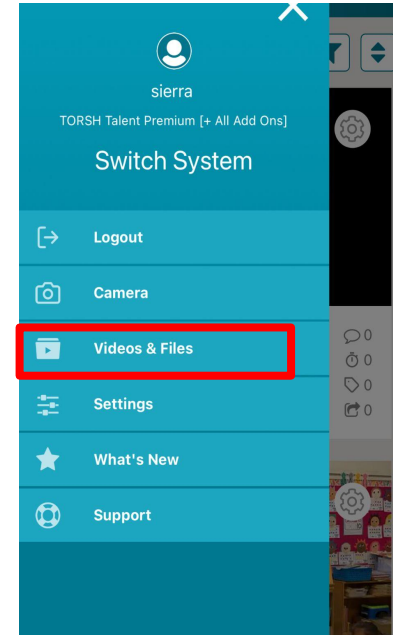 sierra
TORSH Talent Premium [+ All Add Ons]
Switch System
Logout
Camera
Videos & Files
Settings
What's New
Support
0
0
0
0